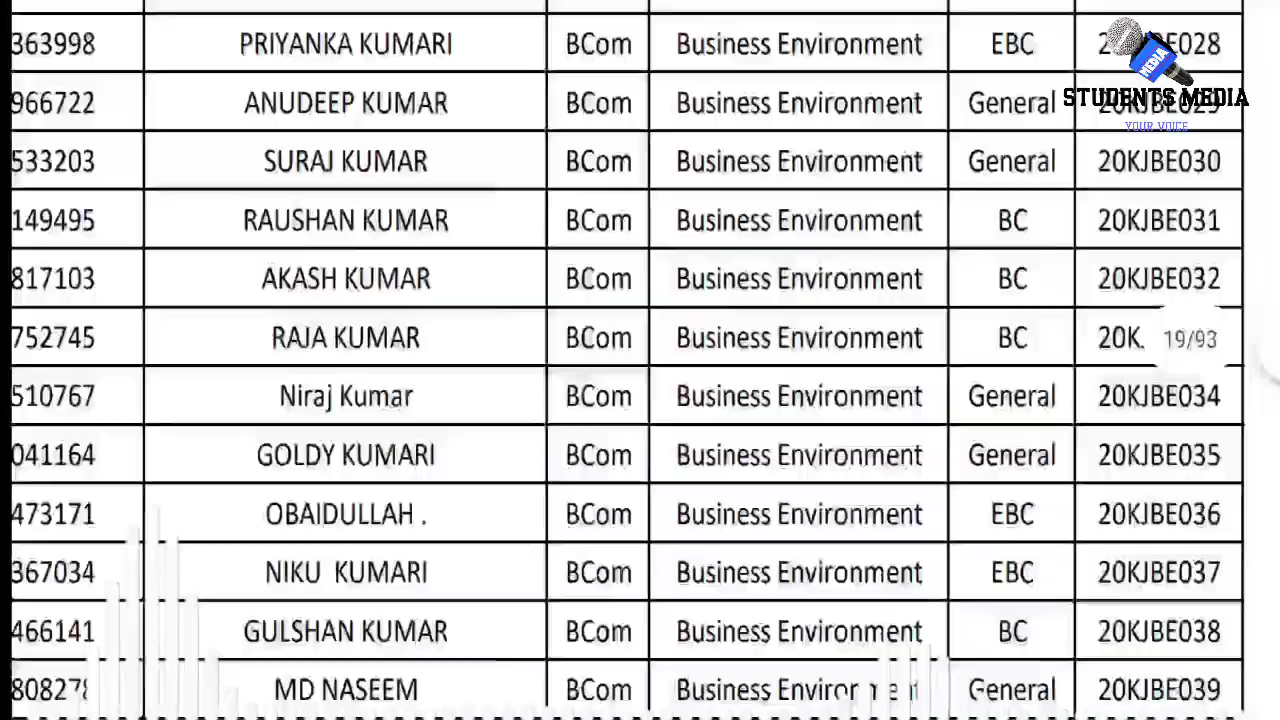 363998 PRIYANKA KUMARI BCom Business Environment EBC
966722 ANUDEEP KUMAR BCom Business Environment General
MEDIA
STUDENTS MEDIA
YOUR VOICE
533203 SURAJ KUMAR BCom Business Environment General 20KJBE030
149495 RAUSHAN KUMAR BCom Business Environment BC 20KJBE031
817103 AKASH KUMAR BCom Business Environment BC 20KJBE032
752745 RAJA KUMAR BCom Business Environment BC 19/93
510767 Niraj Kumar BCom Business Environment General 20KJBE034
041164 GOLDY KUMARI BCom Business Environment General 20KJBE035
473171 OBAIDULLAH . BCom Business Environment EBC 20KJBE036
367034 NIKU KUMARI BCom Business Environment EBC 20KJBE037
466141 GULSHAN KUMAR BCom Business Environment BC 20KJBE038
MD NASEEM BCom Business Environment General 20KJBE039